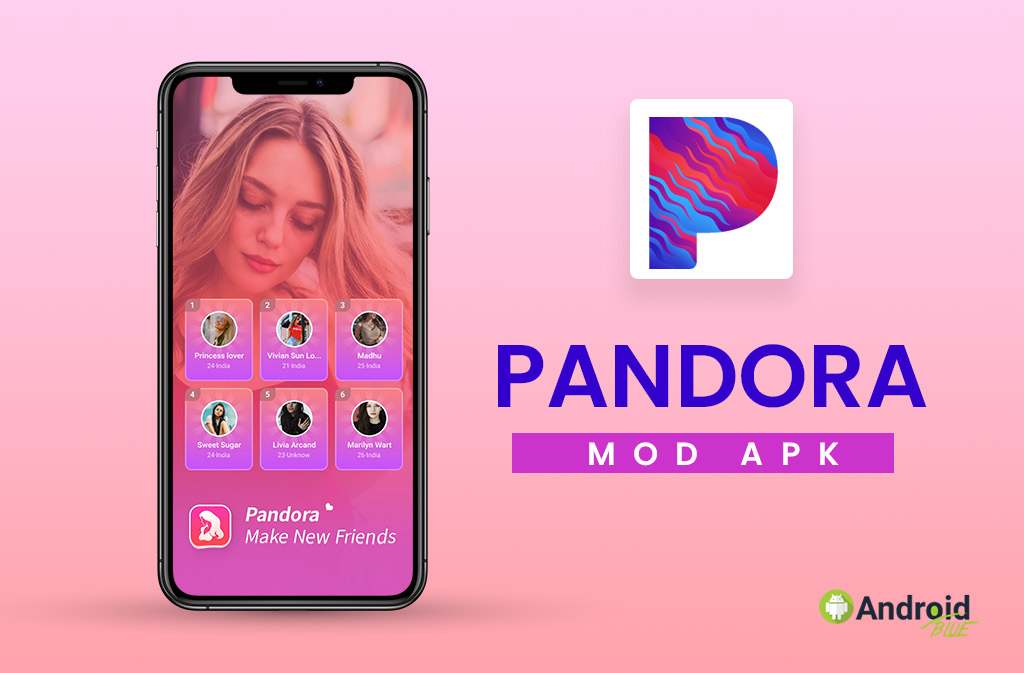 1
2
3
Princess lover
Vivian Sun Lo...
Madhu
24·India
21·India
25·India
4
5
6
Sweet Sugar
Livia Arcand
Marilyn Wart
24·India
23·Unknow
26·India
Pandora
Make New Friends
P
PANDORA
MOD APK
Android
BLUE